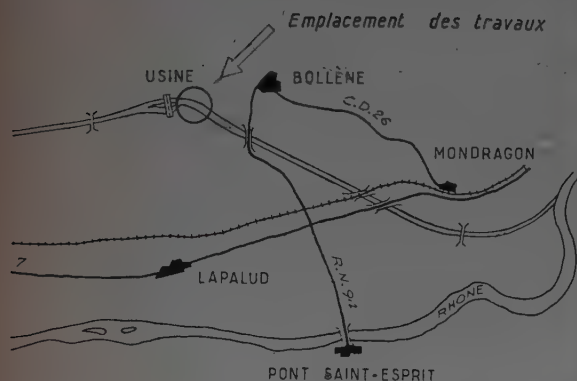 Emplacement des travaux
USINE
BOLLÈNE
C.D.26
MONDRAGON
7
LAPALUD
R.N.94
RHONE
PONT SAINT-ESPRIT